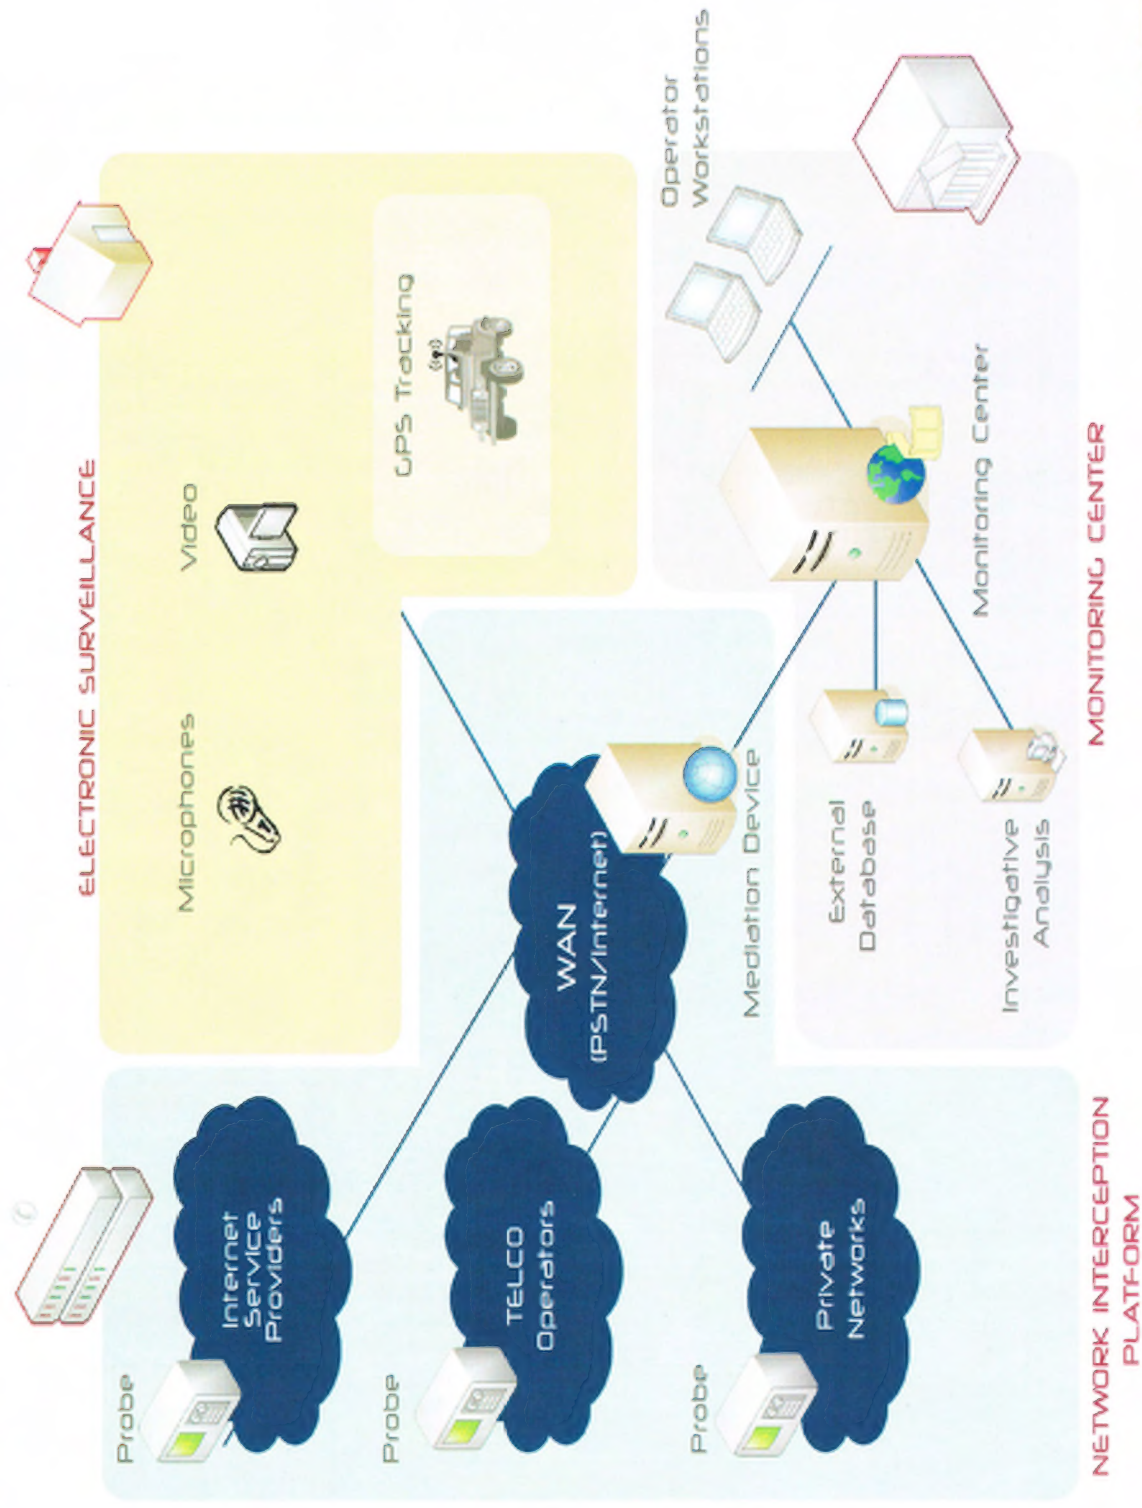 ELECTRONIC SURVEILLANCE
Microphones
Video
GPS Tracking
Probe
Internet
Service
Providers
Probe
TELCO
Operators
Probe
Private
Networks
WAN
(PSTN/Internet)
Mediation Device
Operator
Workstations
External
Database
Monitoring Center
Investigative
Analysis
NETWORK INTERCEPTION
PLATFORM
MONITORING CENTER